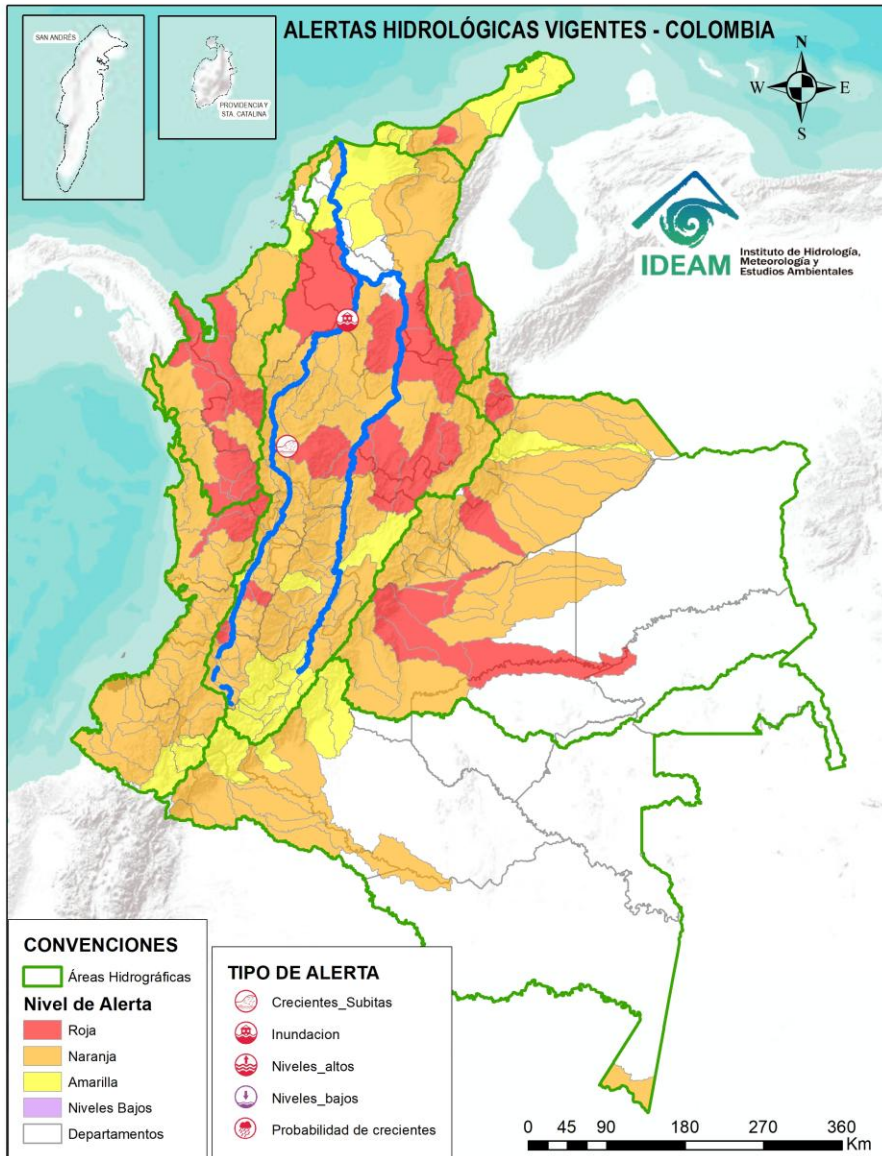 ALERTAS HIDROLÓGICAS VIGENTES - COLOMBIA
SAN ANDRÉS
PROVIDENCIA Y
STA. CATALINA
N
W
E
S
IDEAM
Instituto de Hidrología,
Meteorología y
Estudios Ambientales
CONVENCIONES
Áreas Hidrográficas
Nivel de Alerta
Roja
Naranja
Amarilla
Niveles Bajos
Departamentos
TIPO DE ALERTA
Crecientes_Subitas
Inundacion
Niveles_altos
Niveles_bajos
Probabilidad de crecientes
0 45 90 180 270 360
Km